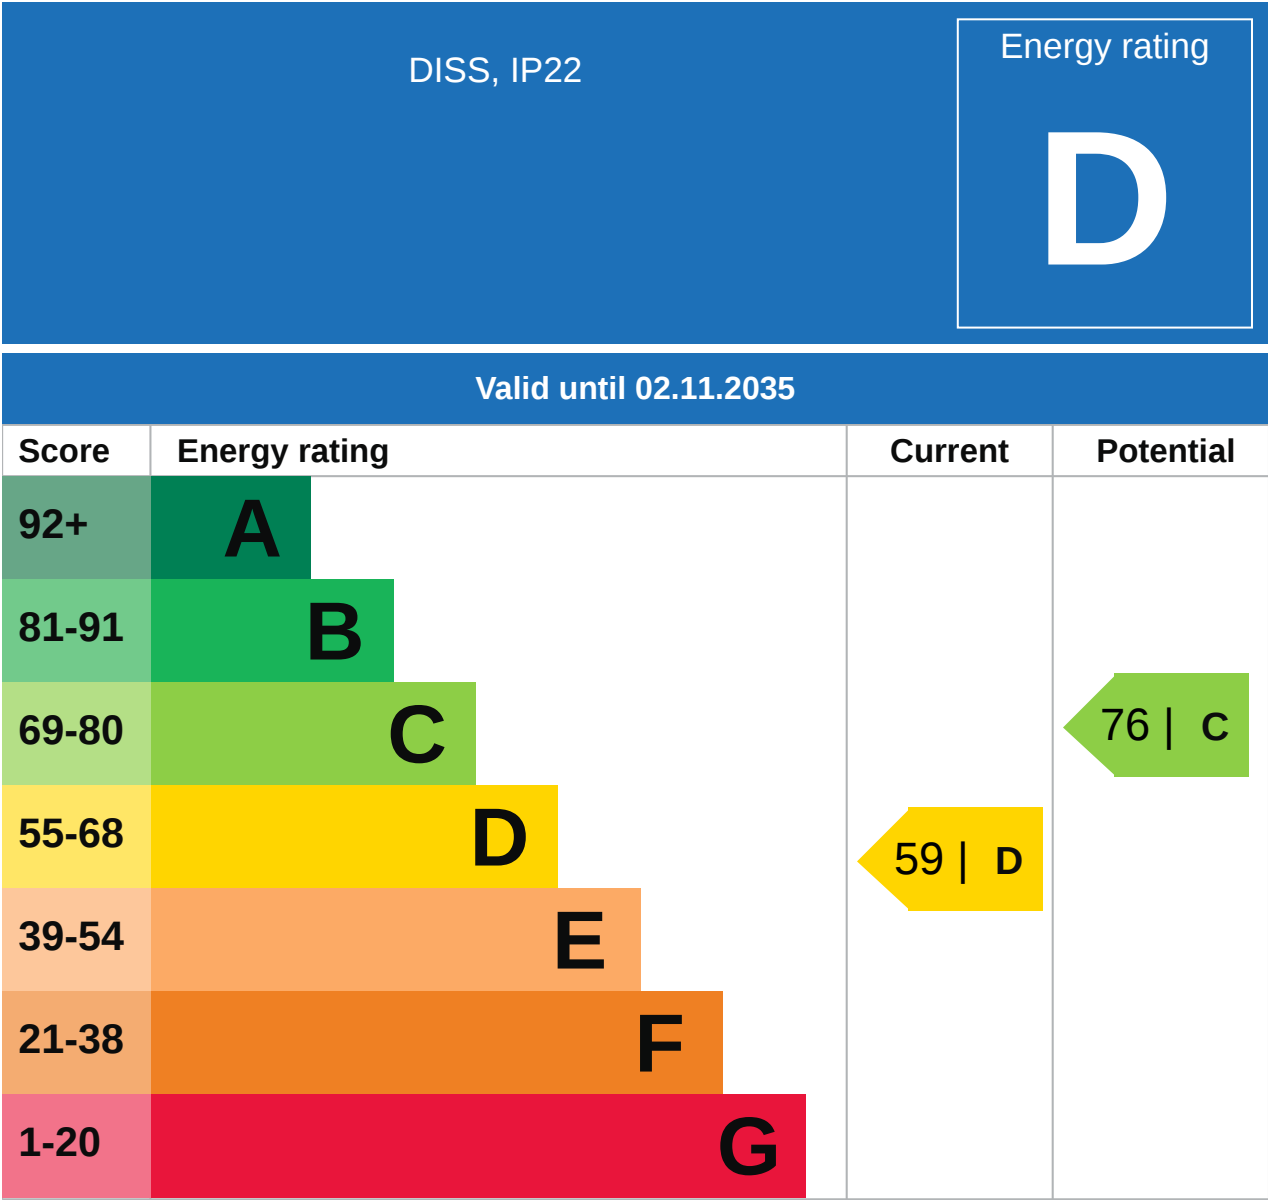 DISS, IP22
Energy rating
D
Valid until 02.11.2035
Score Energy rating Current Potential
92+ A
81-91 B
69-80 C
76 | C
55-68 D
59 | D
39-54 E
21-38 F
1-20 G